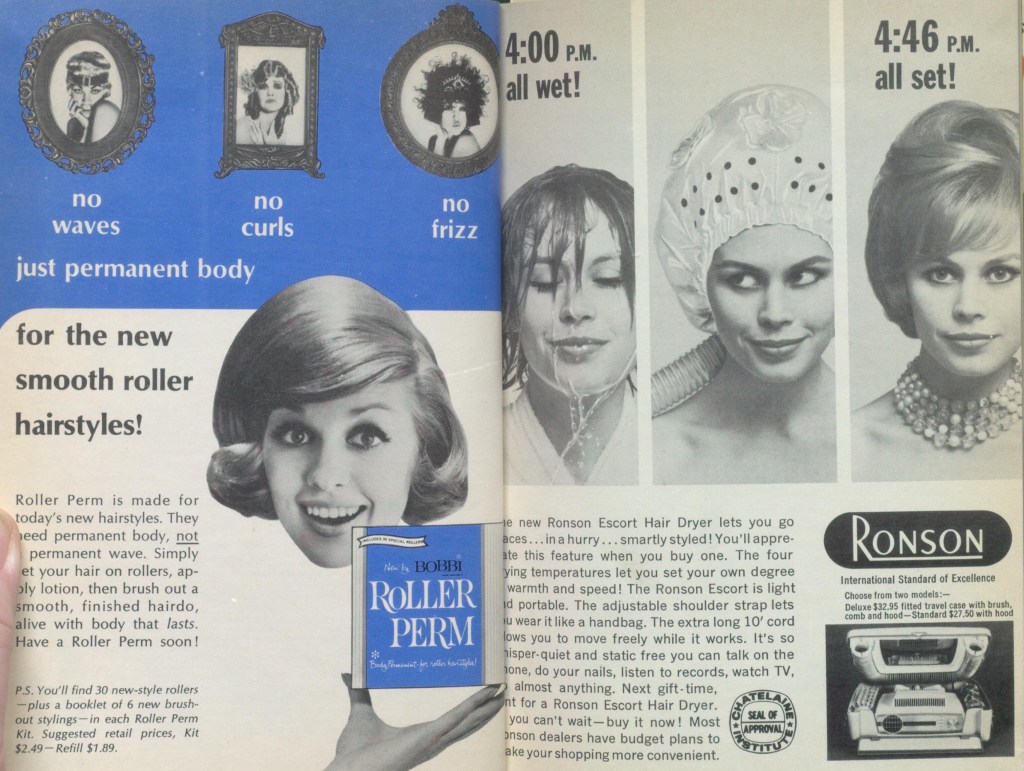 no
waves
no
curls
no
frizz
just permanent body
for the new
smooth roller
hairstyles!
Roller Perm is made for
today's new hairstyles. They
need permanent body, not
permanent wave. Simply
set your hair on rollers, ap-
ply lotion, then brush out a
smooth, finished hairdo,
alive with body that lasts.
Have a Roller Perm soon!
P.S. You'll find 30 new-style rollers
—plus a booklet of 6 new brush-
out stylings—in each Roller Perm
Kit. Suggested retail prices, Kit
$2.49—Refill $1.89.
INCLUDES 30 SPECIAL ROLLERS
New by BOBBI
ROLLER
PERM
Body Permanent for roller hairstyles!
4:00 P.M.
all wet!
4:46 P.M.
all set!
new Ronson Escort Hair Dryer lets you go
aces...in a hurry...smartly styled! You'll appre-
ate this feature when you buy one. The four
ying temperatures let you set your own degree
warmth and speed! The Ronson Escort is light
d portable. The adjustable shoulder strap lets
u wear it like a handbag. The extra long 10' cord
ows you to move freely while it works. It's so
hisper-quiet and static free you can talk on the
one, do your nails, listen to records, watch TV,
almost anything. Next gift-time,
nt for a Ronson Escort Hair Dryer.
you can't wait—buy it now! Most
onson dealers have budget plans to
ake your shopping more convenient.
CHATELAINE
SEAL OF
APPROVAL
INSTITUTE
RONSON
International Standard of Excellence
Choose from two models:—
Deluxe $32.95 fitted travel case with brush,
comb and hood—Standard $27.50 with hood